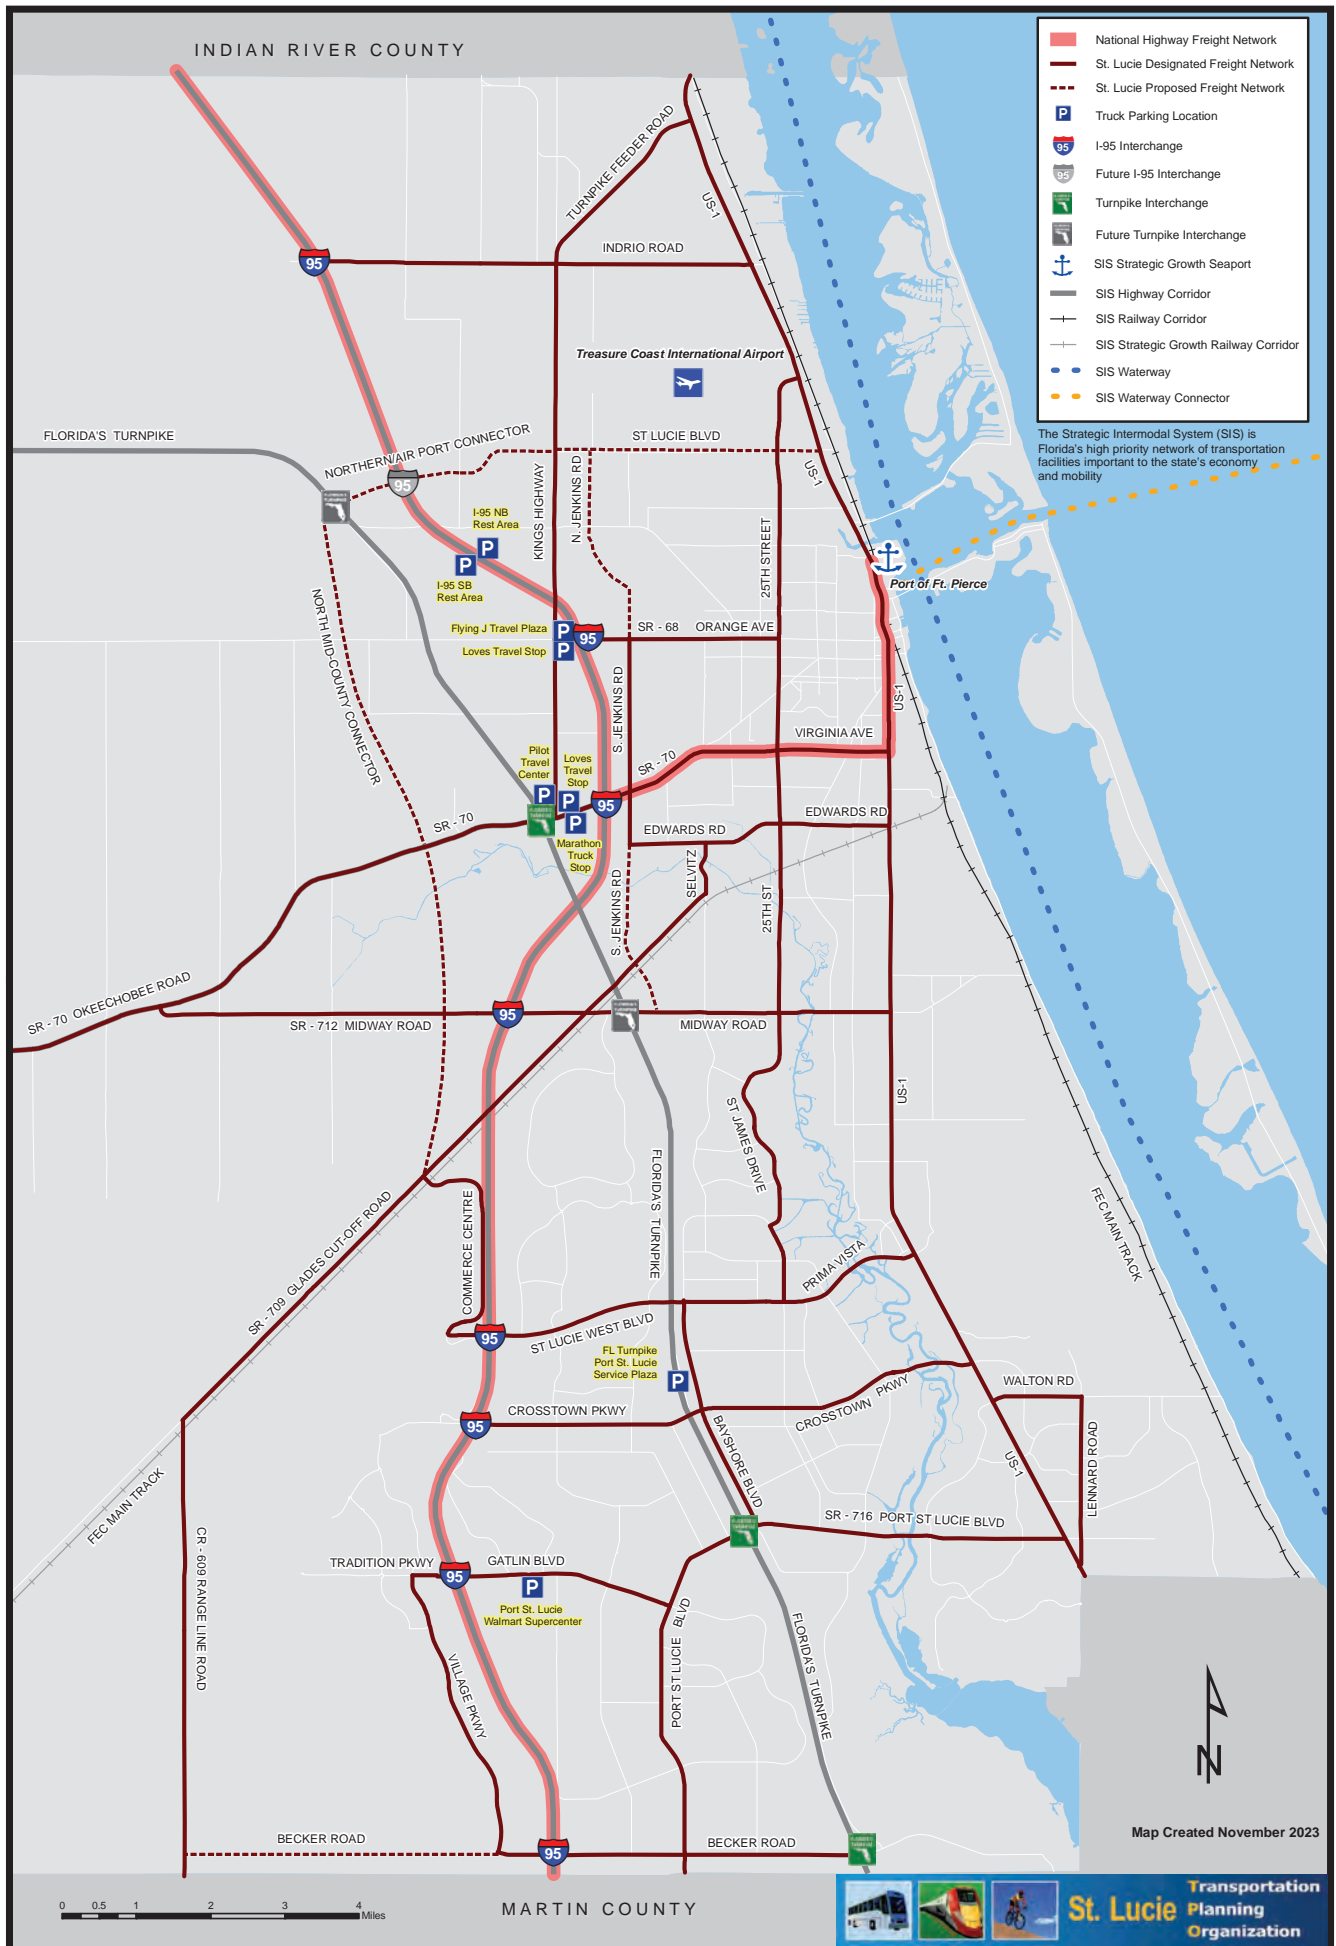 INDIAN RIVER COUNTY
National Highway Freight Network
St. Lucie Designated Freight Network
St. Lucie Proposed Freight Network
P
Truck Parking Location
95
I-95 Interchange
95
Future I-95 Interchange
Turnpike Interchange
Future Turnpike Interchange
SIS Strategic Growth Seaport
SIS Highway Corridor
SIS Railway Corridor
SIS Strategic Growth Railway Corridor
SIS Waterway
SIS Waterway Connector
The Strategic Intermodal System (SIS) is
Florida's high priority network of transportation
facilities important to the state's economy
and mobility
TURNPIKE FEEDER ROAD
US-1
INDRIO ROAD
95
Treasure Coast International Airport
FLORIDA'S TURNPIKE
NORTHERN/AIR PORT CONNECTOR
ST LUCIE BLVD
95
US-1
KINGS HIGHWAY
N. JENKINS RD
I-95 NB
Rest Area
P
P
I-95 SB
Rest Area
25TH STREET
Port of Ft. Pierce
NORTH MID-COUNTY CONNECTOR
Flying J Travel Plaza
P
95
SR - 68 ORANGE AVE
Loves Travel Stop
P
S. JENKINS RD
US-1
VIRGINIA AVE
SR - 70
Pilot
Travel
Center
P
Loves
Travel
Stop
P
95
P
Marathon
Truck
Stop
SR - 70
EDWARDS RD
EDWARDS RD
SELVITZ
S. JENKINS RD
25TH ST
SR - 70 OKEECHOBEE ROAD
SR - 712 MIDWAY ROAD
95
MIDWAY ROAD
US-1
ST JAMES DRIVE
FLORIDA'S TURNPIKE
COMMERCE CENTRE
SR - 709 GLADES CUT-OFF ROAD
FEC MAIN TRACK
PRIMA VISTA
95
ST LUCIE WEST BLVD
FL Turnpike
Port St. Lucie
Service Plaza
P
WALTON RD
CROSSTOWN PKWY
95
CROSSTOWN PKWY
BAYSHORE BLVD
US-1
LENNARD ROAD
FEC MAIN TRACK
SR - 716 PORT ST LUCIE BLVD
CR - 609 RANGE LINE ROAD
TRADITION PKWY
95
GATLIN BLVD
P
Port St. Lucie
Walmart Supercenter
PORT ST LUCIE BLVD
FLORIDA'S TURNPIKE
VILLAGE PKWY
N
BECKER ROAD
95
BECKER ROAD
Map Created November 2023
0 0.5 1 2 3 4
Miles
MARTIN COUNTY
St. Lucie
Transportation
Planning
Organization